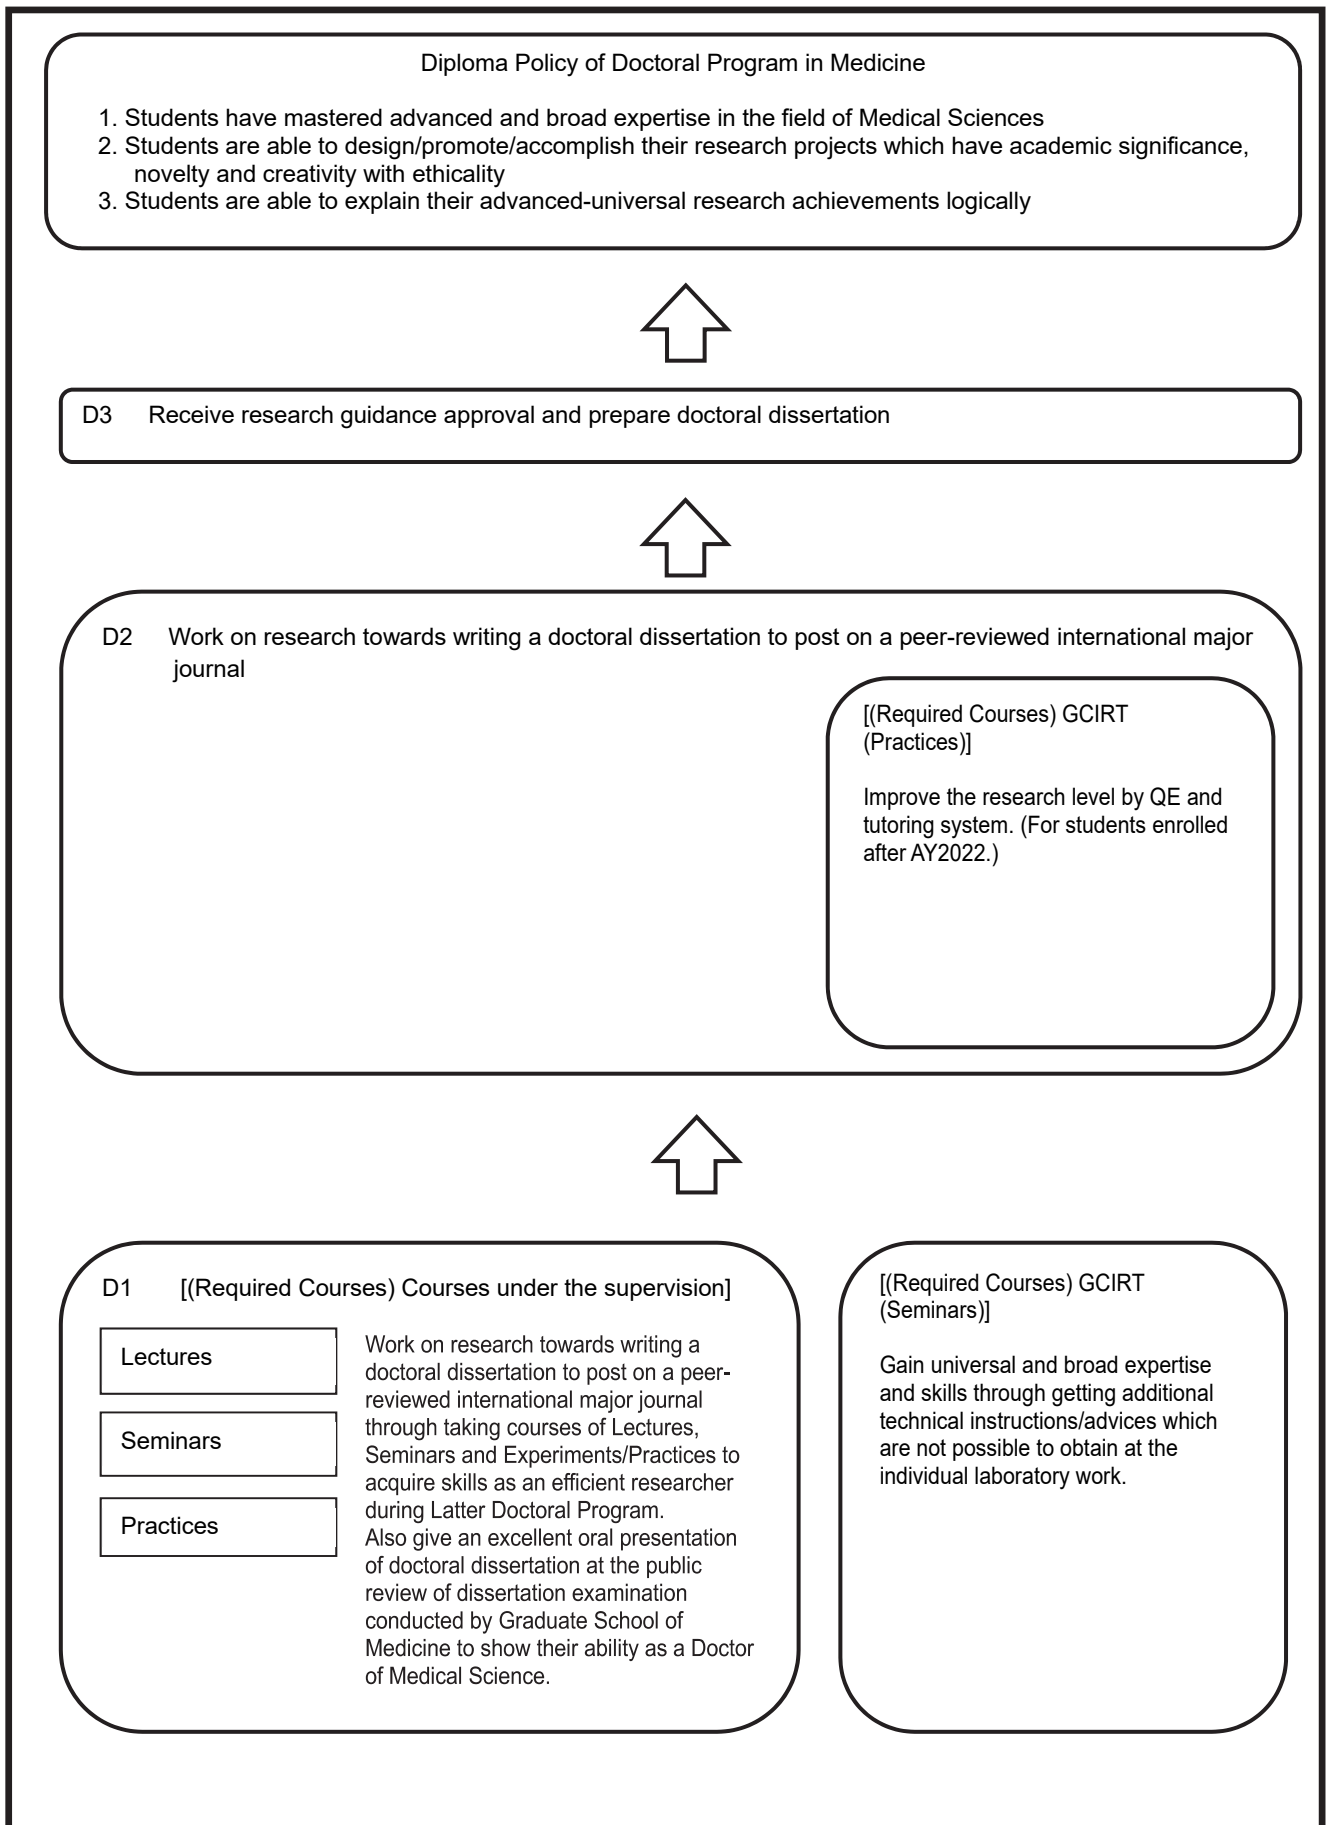 Diploma Policy of Doctoral Program in Medicine
1. Students have mastered advanced and broad expertise in the field of Medical Sciences
2. Students are able to design/promote/accomplish their research projects which have academic significance,
novelty and creativity with ethicality
3. Students are able to explain their advanced-universal research achievements logically
D3 Receive research guidance approval and prepare doctoral dissertation
D2 Work on research towards writing a doctoral dissertation to post on a peer-reviewed international major
journal
[(Required Courses) GCIRT
(Practices)]
Improve the research level by QE and
tutoring system. (For students enrolled
after AY2022.)
D1 [(Required Courses) Courses under the supervision]
Lectures
Seminars
Practices
Work on research towards writing a
doctoral dissertation to post on a peer-
reviewed international major journal
through taking courses of Lectures,
Seminars and Experiments/Practices to
acquire skills as an efficient researcher
during Latter Doctoral Program.
Also give an excellent oral presentation
of doctoral dissertation at the public
review of dissertation examination
conducted by Graduate School of
Medicine to show their ability as a Doctor
of Medical Science.
[(Required Courses) GCIRT
(Seminars)]
Gain universal and broad expertise
and skills through getting additional
technical instructions/advices which
are not possible to obtain at the
individual laboratory work.